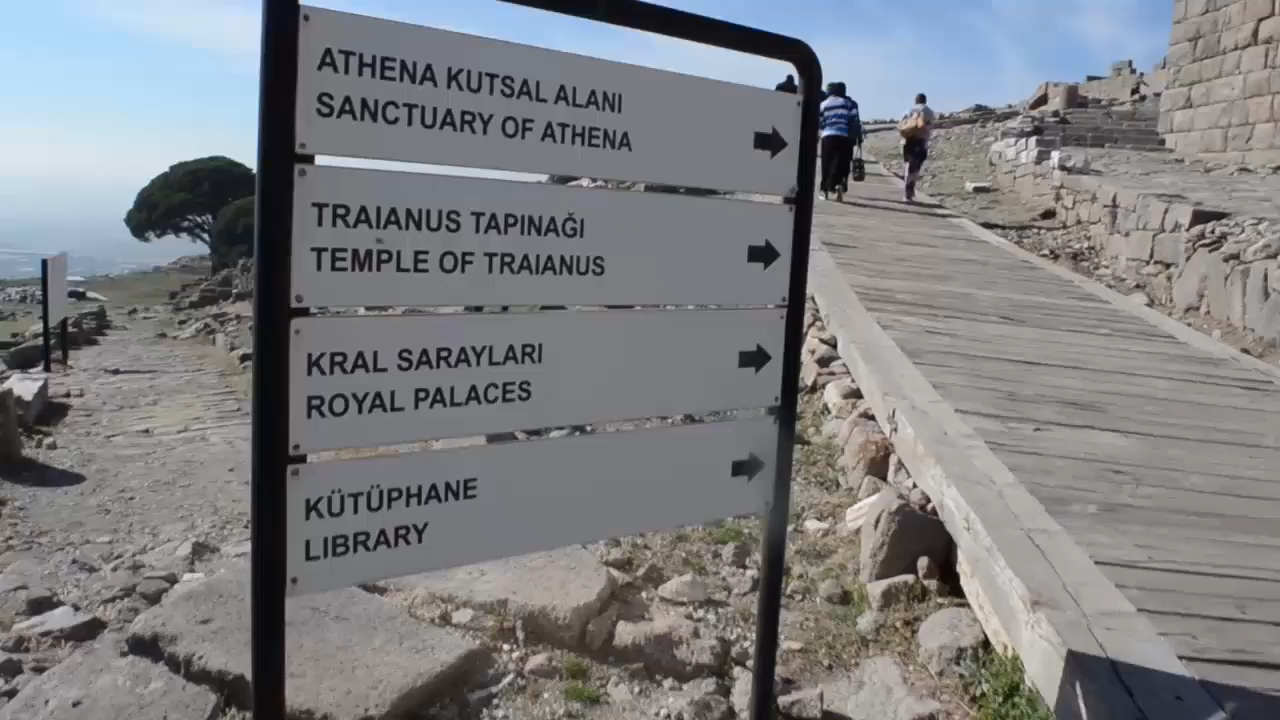 ATHENA KUTSAL ALANI
SANCTUARY OF ATHENA
TRAIANUS TAPINAĞI
TEMPLE OF TRAIANUS
KRAL SARAYLARI
ROYAL PALACES
KÜTÜPHANE
LIBRARY